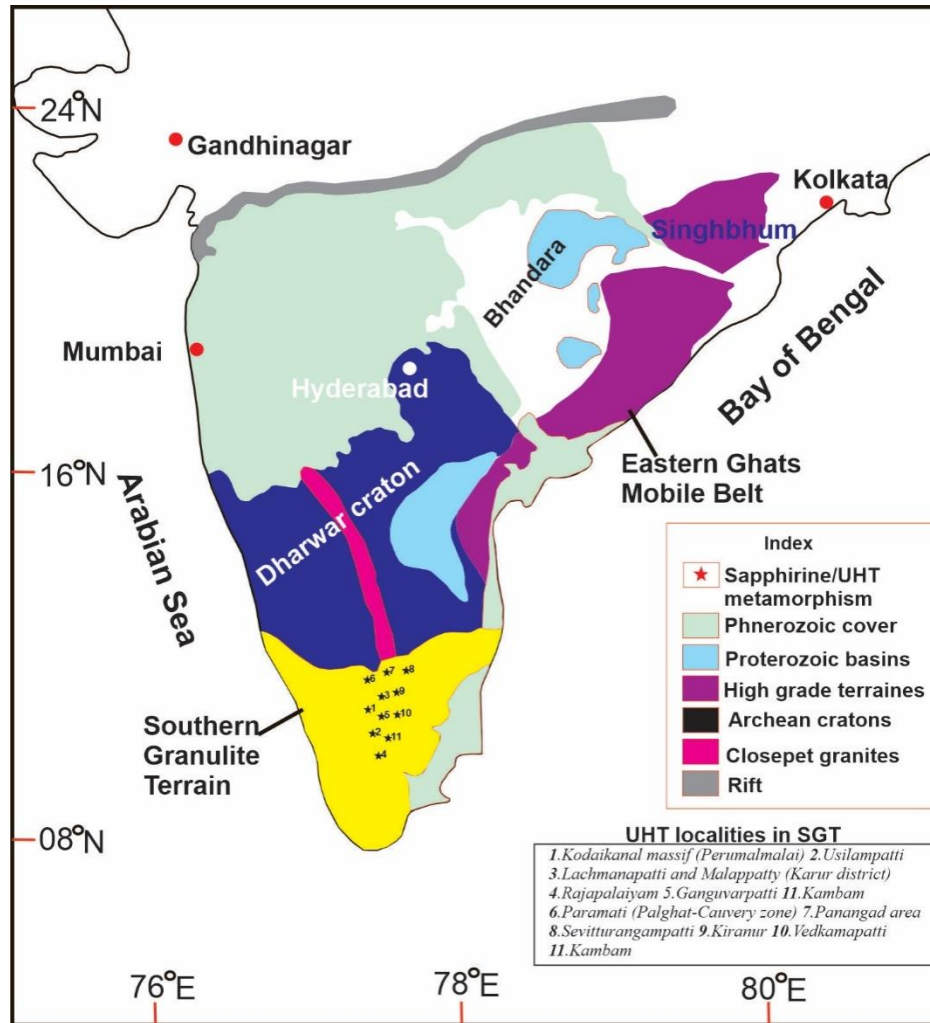 24°N
Gandhinagar
Kolkata
Singhbhum
Bhandara
Mumbai
Hyderabad
Bay of Bengal
16°N
Eastern Ghats
Mobile Belt
Arabian Sea
Dharwar craton
Index
Sapphirine/UHT
metamorphism
Phnerozoic cover
Proterozoic basins
High grade terraines
Archean cratons
Closepet granites
Rift
6
7
8
3
9
1
5
10
2
11
4
Southern
Granulite
Terrain
08°N
UHT localities in SGT
1.Kodaikanal massif (Perumalmalai) 2.Usilampatti
3.Lachmanapatti and Malappatty (Karur district)
4.Rajapalaiyam 5.Ganguvarpatti 11.Kambam
6.Paramati (Palghat-Cauvery zone) 7.Panangad area
8.Sevitturangampatti 9.Kiranur 10.Vedkamapatti
11.Kambam
76°E
78°E
80°E